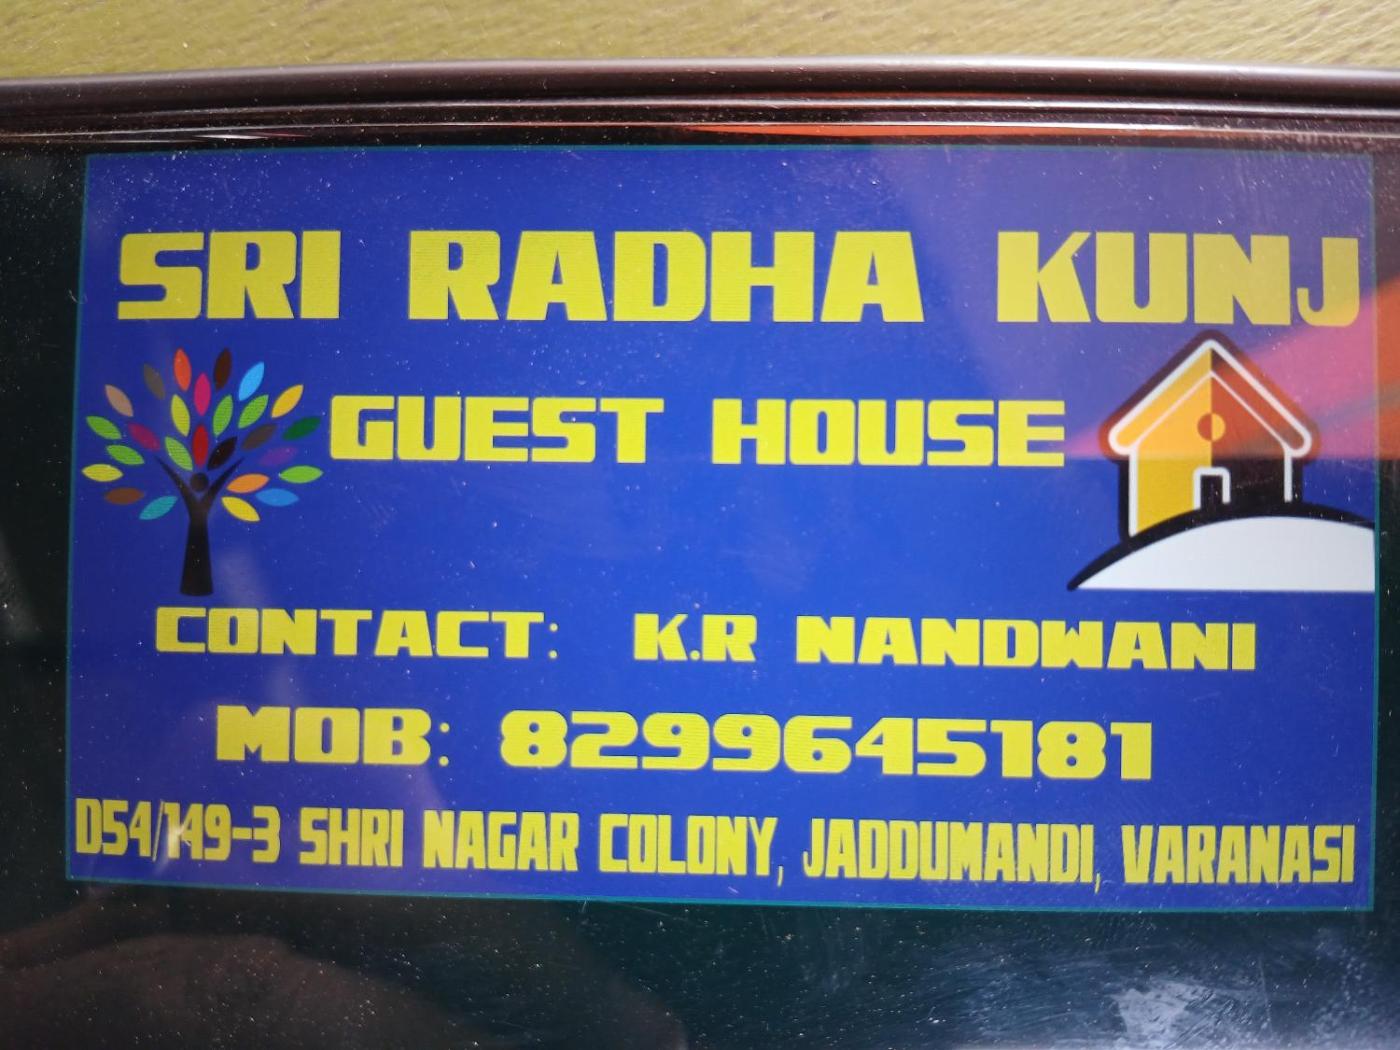 SRI RADHA KUNJ
GUEST HOUSE
CONTACT: K.R NANDWANI
MOB: 8299645181
D54/149-3 SHRI NAGAR COLONY, JADDUMANDI, VARANASI